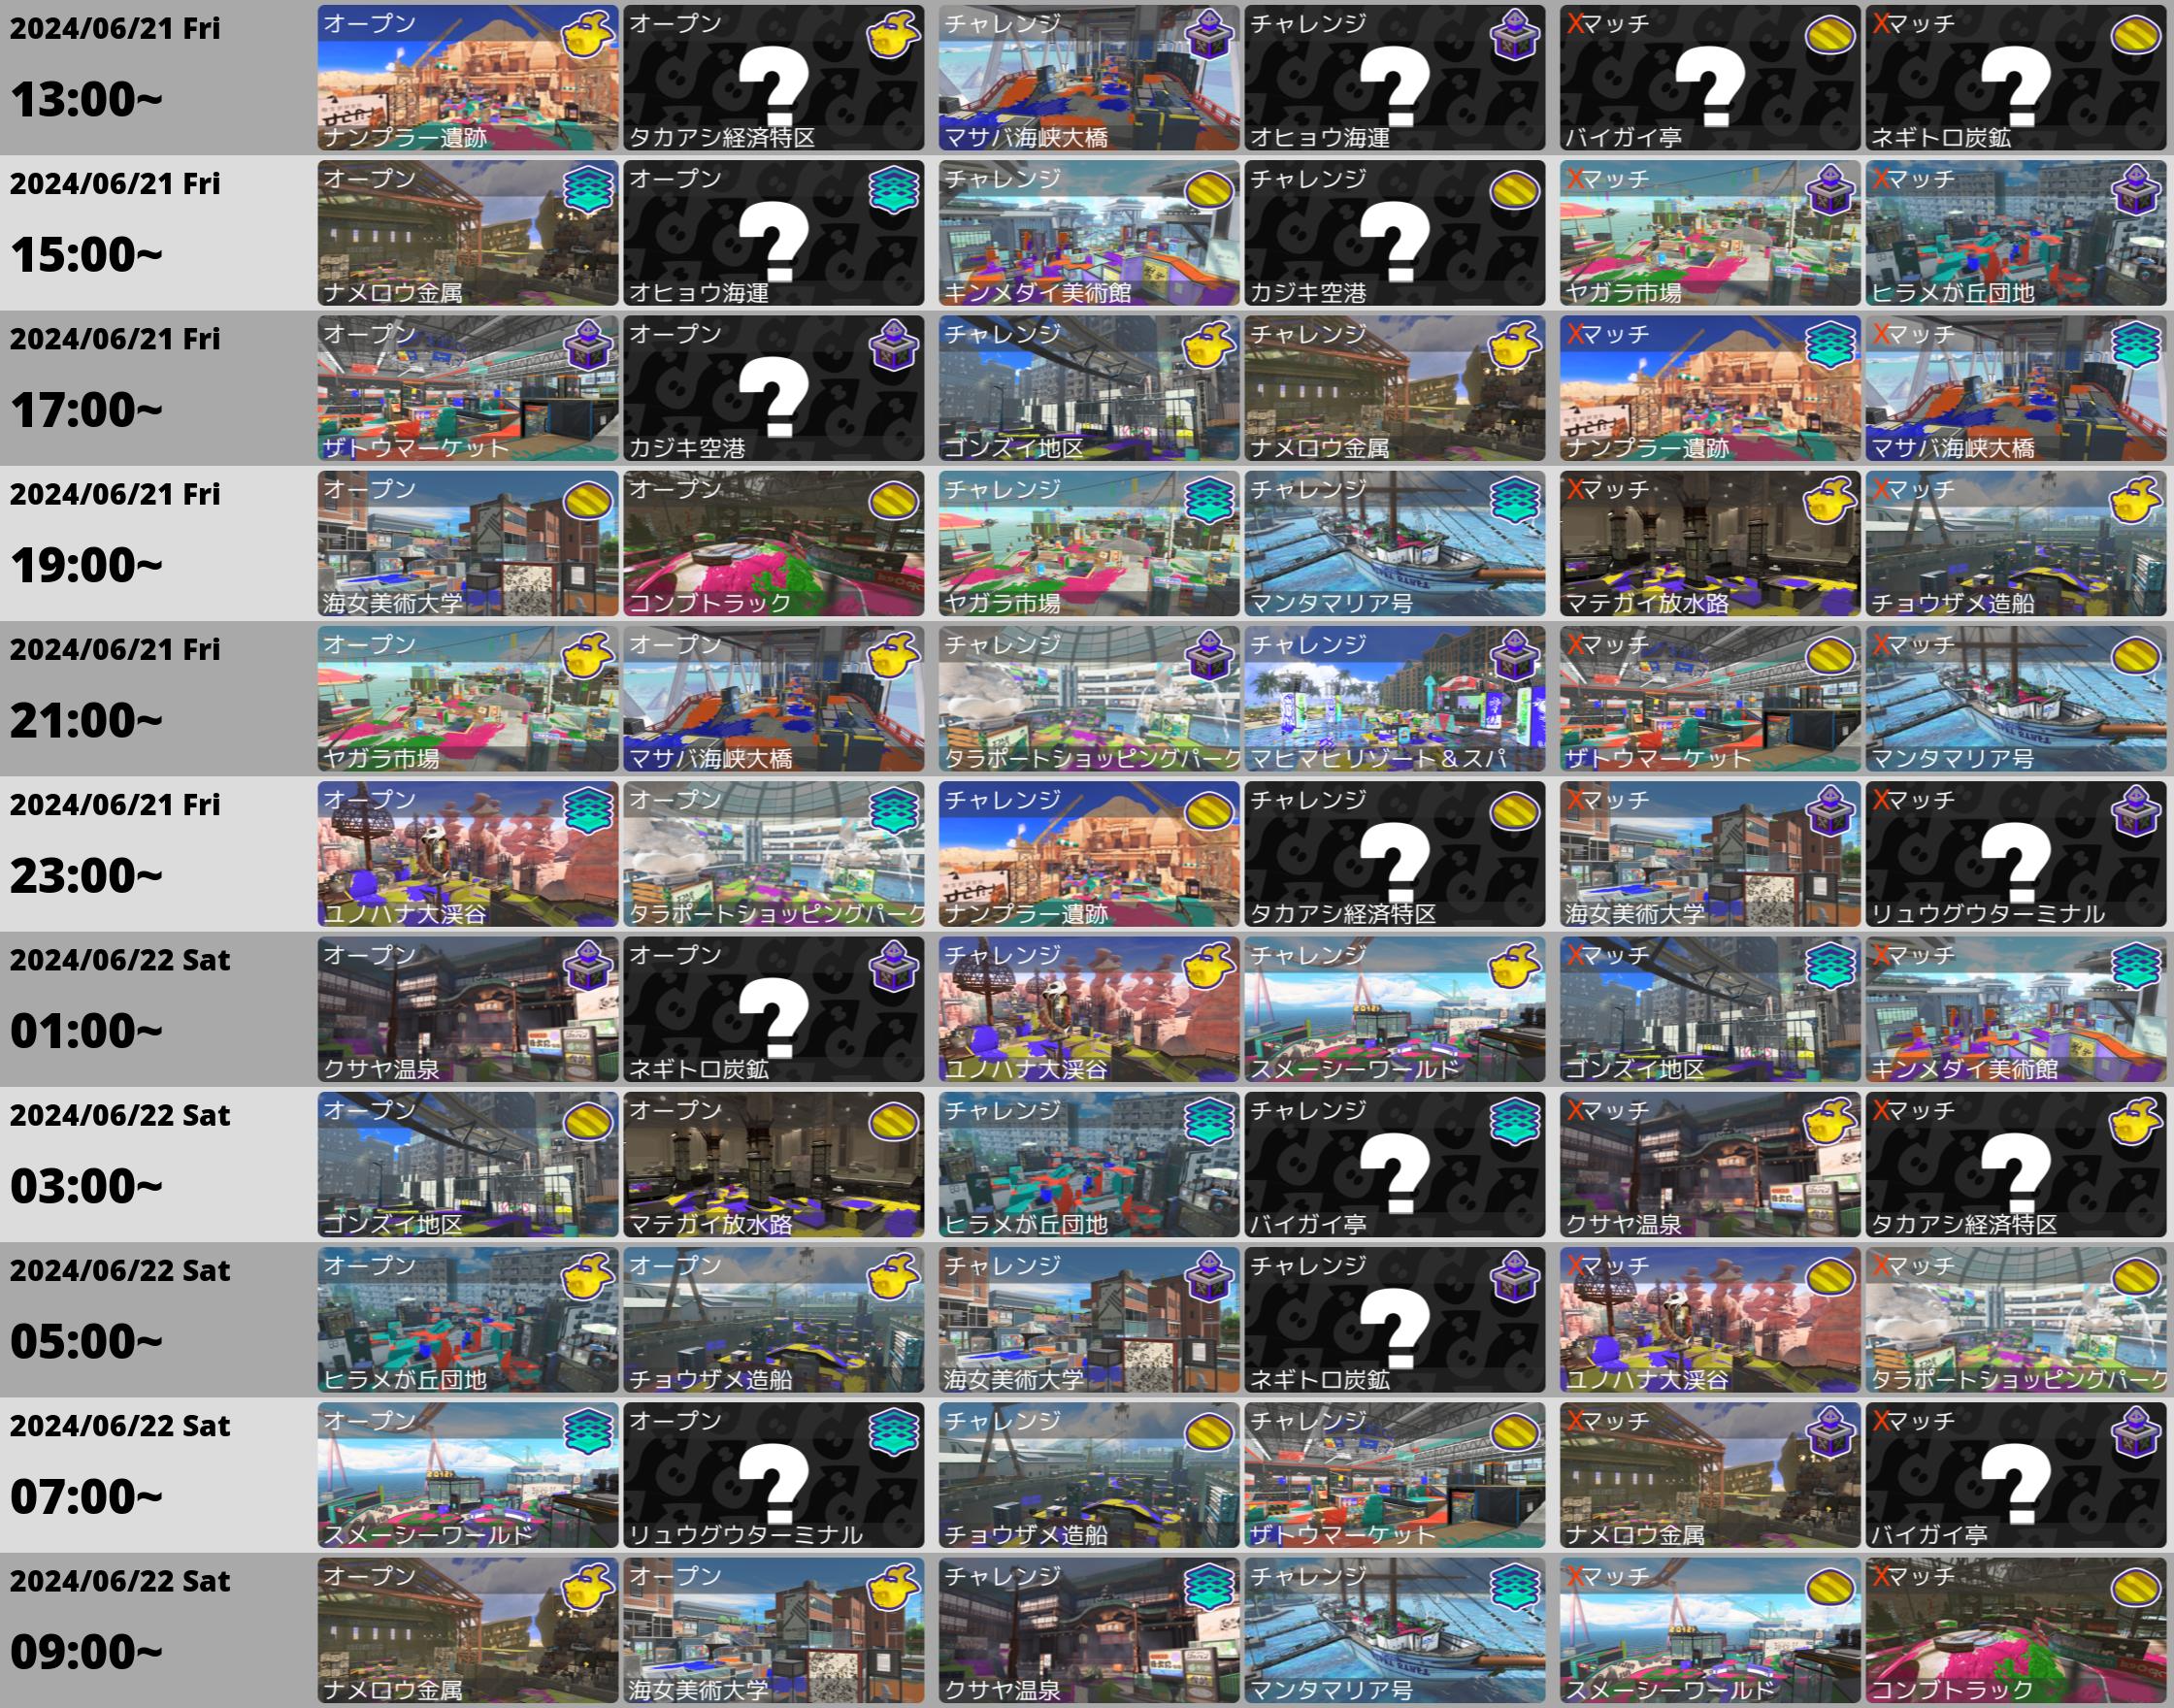 2024/06/21 Fri
13:00~
オープン
ナンプラー遺跡
オープン
タカアシ経済特区
チャレンジ
マサバ海峡大橋
チャレンジ
オヒョウ海運
Xマッチ
バイガイ亭
Xマッチ
ネギトロ炭鉱
2024/06/21 Fri
15:00~
オープン
ナメロウ金属
オープン
オヒョウ海運
チャレンジ
キンメダイ美術館
チャレンジ
カジキ空港
Xマッチ
ヤガラ市場
Xマッチ
ヒラメが丘団地
2024/06/21 Fri
17:00~
オープン
ザトウマーケット
オープン
カジキ空港
チャレンジ
ゴンズイ地区
チャレンジ
ナメロウ金属
Xマッチ
ナンプラー遺跡
Xマッチ
マサバ海峡大橋
2024/06/21 Fri
19:00~
オープン
海女美術大学
オープン
コンブトラック
チャレンジ
ヤガラ市場
チャレンジ
マンタマリア号
Xマッチ
マテガイ放水路
Xマッチ
チョウザメ造船
2024/06/21 Fri
21:00~
オープン
ヤガラ市場
オープン
マサバ海峡大橋
チャレンジ
タラポートショッピングパーク
チャレンジ
マヒマヒリゾート＆スパ
Xマッチ
ザトウマーケット
Xマッチ
マンタマリア号
2024/06/21 Fri
23:00~
オープン
ユノハナ大渓谷
オープン
タラポートショッピングパーク
チャレンジ
ナンプラー遺跡
チャレンジ
タカアシ経済特区
Xマッチ
海女美術大学
Xマッチ
リュウグウターミナル
2024/06/22 Sat
01:00~
オープン
クサヤ温泉
オープン
ネギトロ炭鉱
チャレンジ
ユノハナ大渓谷
チャレンジ
スメーシーワールド
Xマッチ
ゴンズイ地区
Xマッチ
キンメダイ美術館
2024/06/22 Sat
03:00~
オープン
ゴンズイ地区
オープン
マテガイ放水路
チャレンジ
ヒラメが丘団地
チャレンジ
バイガイ亭
Xマッチ
クサヤ温泉
Xマッチ
タカアシ経済特区
2024/06/22 Sat
05:00~
オープン
ヒラメが丘団地
オープン
チョウザメ造船
チャレンジ
海女美術大学
チャレンジ
ネギトロ炭鉱
Xマッチ
ユノハナ大渓谷
Xマッチ
タラポートショッピングパーク
2024/06/22 Sat
07:00~
オープン
スメーシーワールド
オープン
リュウグウターミナル
チャレンジ
チョウザメ造船
チャレンジ
ザトウマーケット
Xマッチ
ナメロウ金属
Xマッチ
バイガイ亭
2024/06/22 Sat
09:00~
オープン
ナメロウ金属
オープン
海女美術大学
チャレンジ
クサヤ温泉
チャレンジ
マンタマリア号
Xマッチ
スメーシーワールド
Xマッチ
コンブトラック